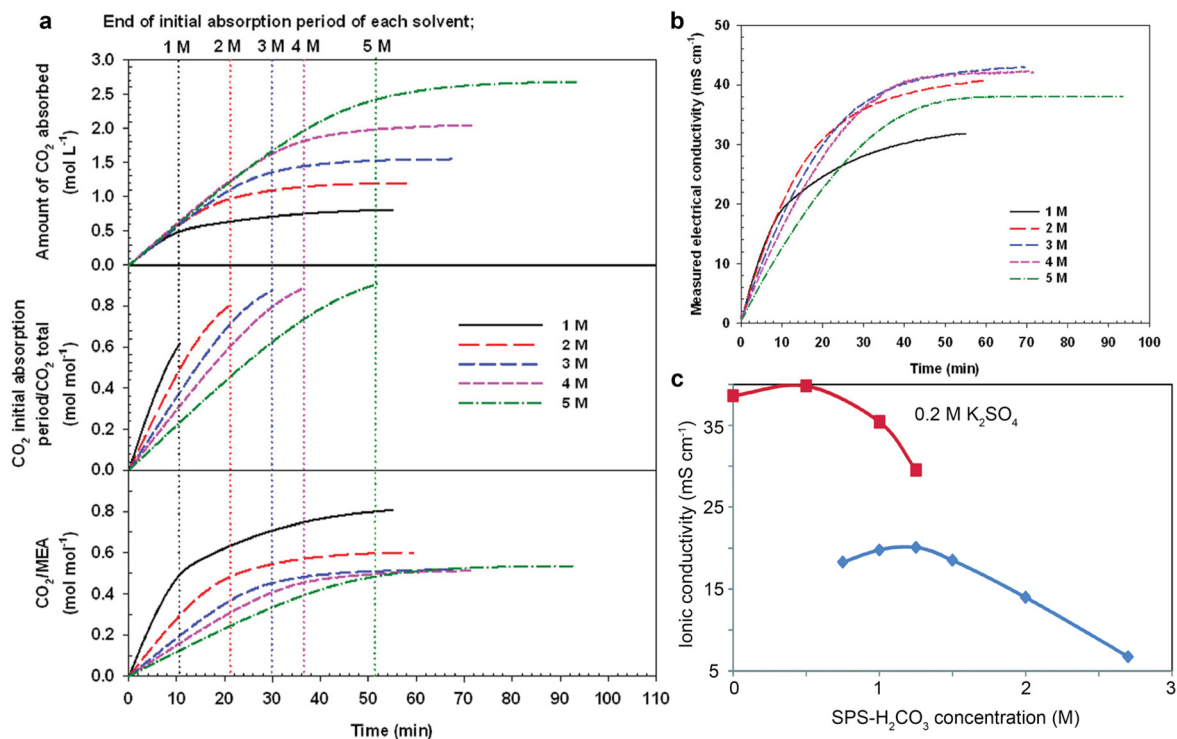 a
End of initial absorption period of each solvent;
1 M 2 M 3 M 4 M 5 M
Amount of CO₂ absorbed
(mol L⁻¹)
3.0
2.5
2.0
1.5
1.0
0.5
0.0
CO₂ initial absorption
period/CO₂ total
(mol mol⁻¹)
0.8
0.6
0.4
0.2
0.0
1 M
2 M
3 M
4 M
5 M
CO₂/MEA
(mol mol⁻¹)
0.8
0.6
0.4
0.2
0.0
0 10 20 30 40 50 60 70 80 90 100 110
Time (min)
b
Measured electrical conductivity (mS cm⁻¹)
50
40
30
20
10
0
1 M
2 M
3 M
4 M
5 M
0 10 20 30 40 50 60 70 80 90 100
Time (min)
c
Ionic conductivity (mS cm⁻¹)
35
25
15
5
0.2 M K₂SO₄
0 1 2 3
SPS-H₂CO₃ concentration (M)